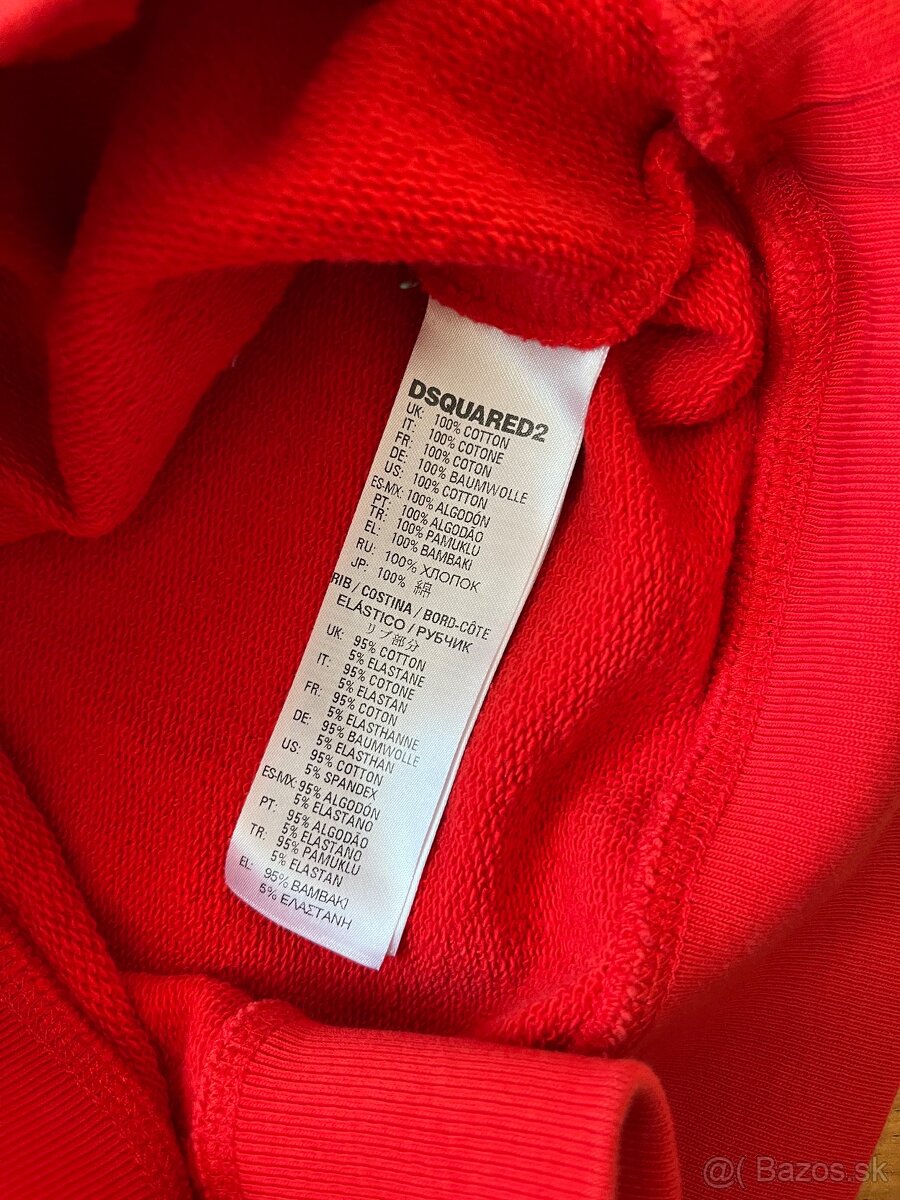 DSQUARED2
UK: 100% COTTON
IT: 100% COTONE
FR: 100% COTON
DE: 100% BAUMWOLLE
US: 100% COTTON
ES-MX: 100% ALGODÓN
PT: 100% ALGODÃO
TR: 100% PAMUKLU
EL: 100% BAMBAKI
RU: 100% ХЛОПОК
JP: 100% 綿
RIB / COSTINA / BORD-CÔTE
ELÁSTICO / РУБЧИК
リブ部分
UK: 95% COTTON
5% ELASTANE
IT: 95% COTONE
5% ELASTAN
FR: 95% COTON
5% ELASTHANNE
DE: 95% BAUMWOLLE
5% ELASTHAN
US: 95% COTTON
5% SPANDEX
ES-MX: 95% ALGODÓN
5% ELASTANO
PT: 95% ALGODÃO
5% ELASTANO
TR: 95% PAMUKLU
5% ELASTAN
EL: 95% BAMBAKI
5% ΕΛΑΣΤΑΝΗ
@( Bazos.sk